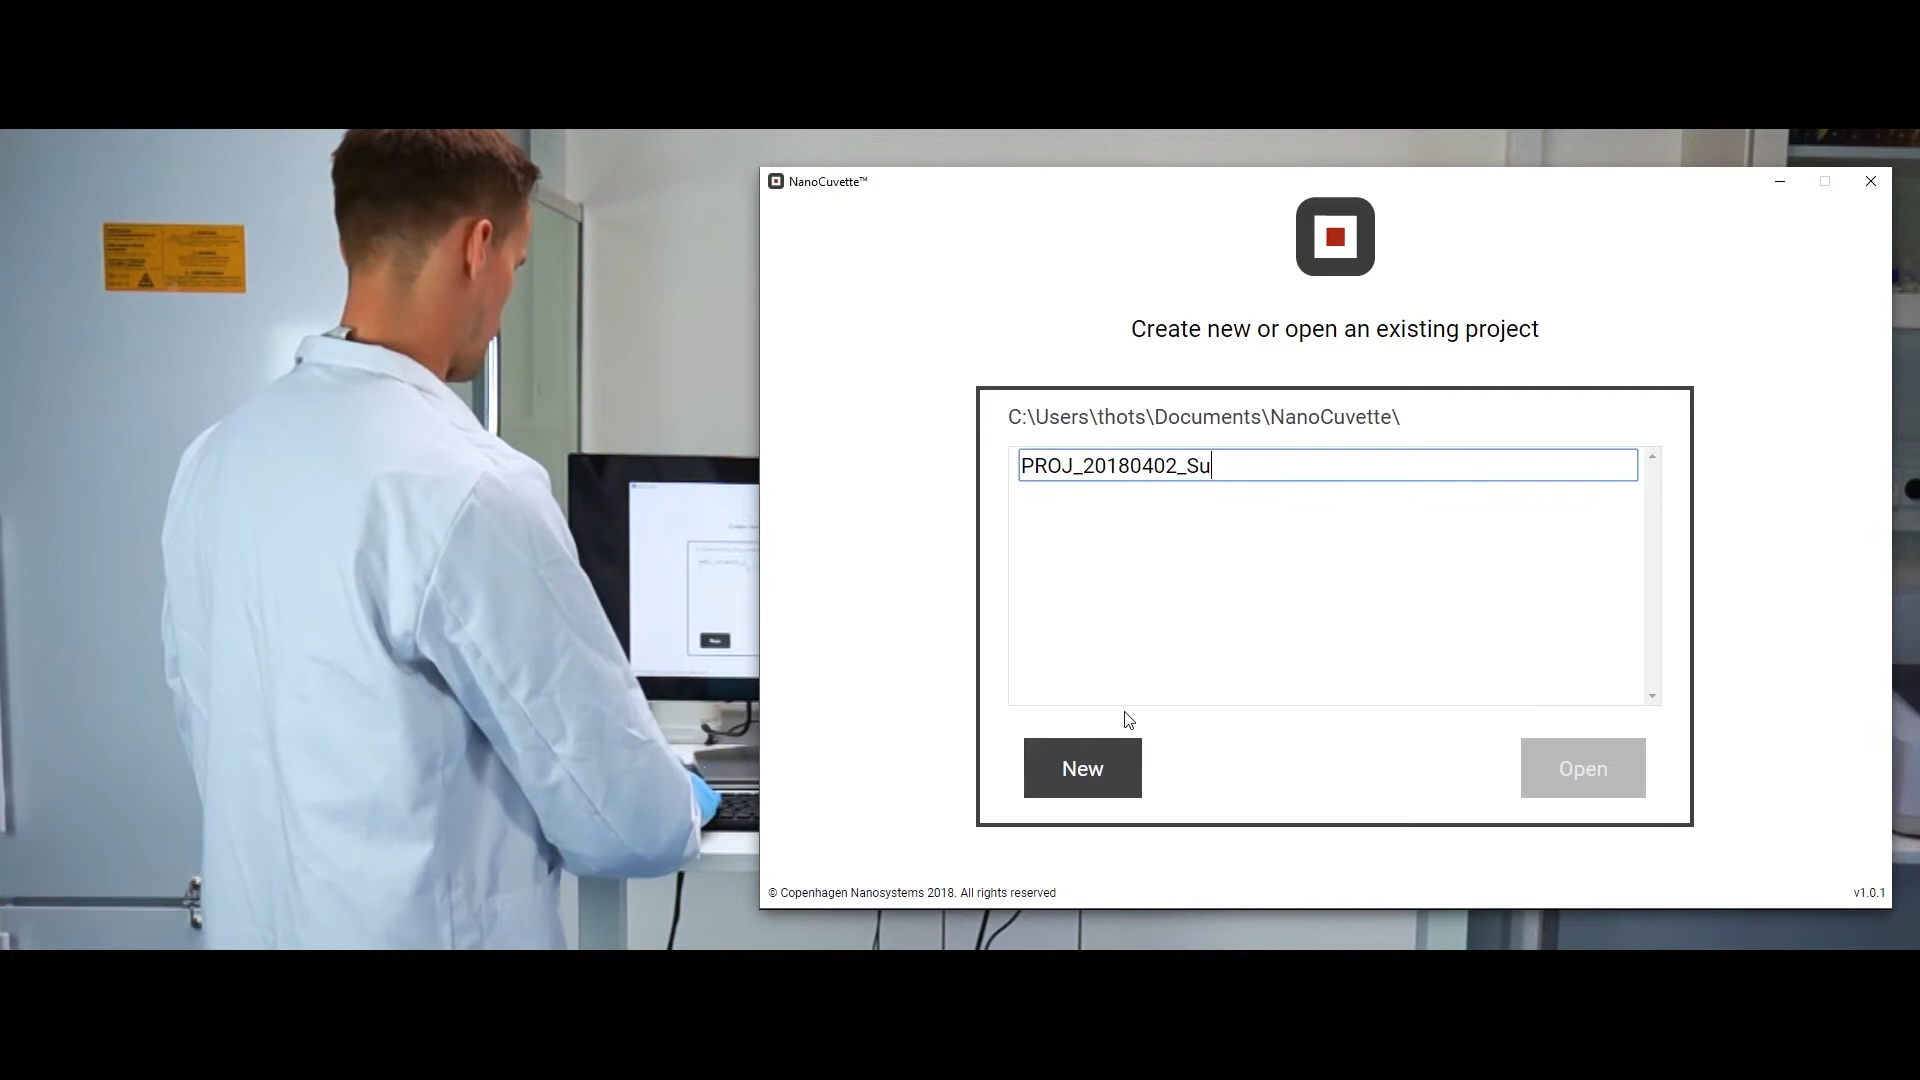 NanoCuvette™
Create new or open an existing project
C:\Users\thots\Documents\NanoCuvette\
PROJ_20180402_Su
New
Open
© Copenhagen Nanosystems 2018. All rights reserved
v1.0.1